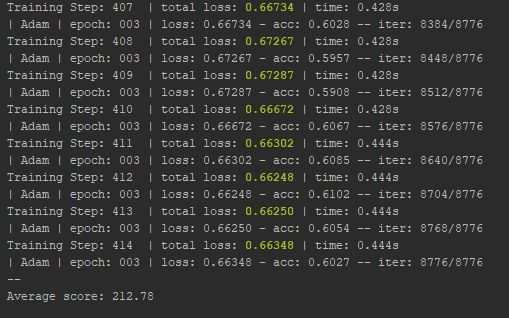 Training Step: 407  | total loss: 0.66734 | time: 0.428s
| Adam | epoch: 003 | loss: 0.66734 - acc: 0.6028 -- iter: 8384/8776
Training Step: 408  | total loss: 0.67267 | time: 0.428s
| Adam | epoch: 003 | loss: 0.67267 - acc: 0.5957 -- iter: 8448/8776
Training Step: 409  | total loss: 0.67287 | time: 0.428s
| Adam | epoch: 003 | loss: 0.67287 - acc: 0.5908 -- iter: 8512/8776
Training Step: 410  | total loss: 0.66672 | time: 0.428s
| Adam | epoch: 003 | loss: 0.66672 - acc: 0.6067 -- iter: 8576/8776
Training Step: 411  | total loss: 0.66302 | time: 0.444s
| Adam | epoch: 003 | loss: 0.66302 - acc: 0.6085 -- iter: 8640/8776
Training Step: 412  | total loss: 0.66248 | time: 0.444s
| Adam | epoch: 003 | loss: 0.66248 - acc: 0.6102 -- iter: 8704/8776
Training Step: 413  | total loss: 0.66250 | time: 0.444s
| Adam | epoch: 003 | loss: 0.66250 - acc: 0.6054 -- iter: 8768/8776
Training Step: 414  | total loss: 0.66348 | time: 0.444s
| Adam | epoch: 003 | loss: 0.66348 - acc: 0.6027 -- iter: 8776/8776
--
Average score: 212.78